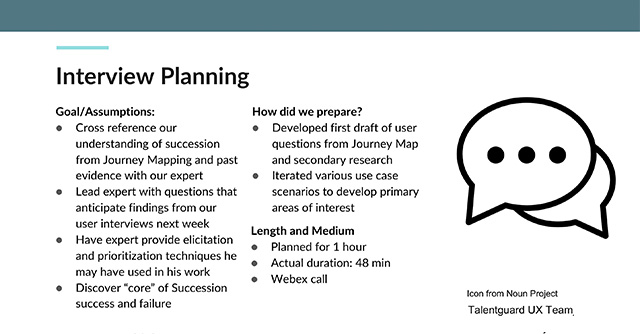 Interview Planning
Goal/Assumptions:
● Cross reference our
understanding of succession
from Journey Mapping and past
evidence with our expert
● Lead expert with questions that
anticipate findings from our
user interviews next week
● Have expert provide elicitation
and prioritization techniques he
may have used in his work
● Discover “core” of Succession
success and failure
How did we prepare?
● Developed first draft of user
questions from Journey Map
and secondary research
● Iterated various use case
scenarios to develop primary
areas of interest
Length and Medium
● Planned for 1 hour
● Actual duration: 48 min
● Webex call
Icon from Noun Project
Talentguard UX Team